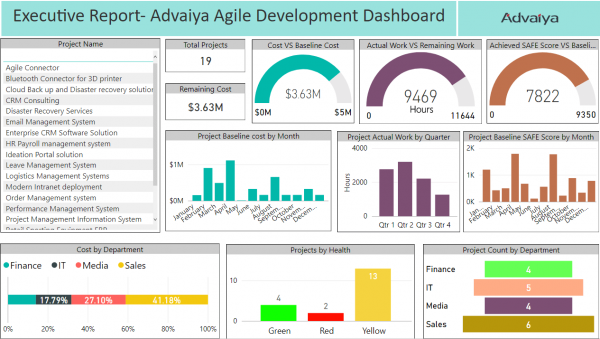 Executive Report- Advaiya Agile Development Dashboard
Advaiya
Project Name
Agile Connector
Bluetooth Connector for 3D printer
Cloud Back up and Disaster recovery solution
CRM Consulting
Disaster Recovery Services
Email Management System
Enterprise CRM Software Solution
HR Payroll management system
Ideation Portal solution
Leave Management System
Logistics Management Systems
Modern Intranet deployment
Order Management system
Performance Management System
Project Management Information System
Total Projects
19
Remaining Cost
$3.63M
Cost VS Baseline Cost
$3.63M
$0M
$5M
Actual Work VS Remaining Work
9469
Hours
0
11644
Achieved SAFE Score VS Baseli...
7822
0
9350
Project Baseline cost by Month
$1M
$0M
January
February
March
April
May
June
July
August
Septem...
October
Novem...
Decem...
Project Actual Work by Quarter
Hours
4000
2000
0
Qtr 1
Qtr 2
Qtr 3
Qtr 4
Project Baseline SAFE Score by Month
2K
1K
0K
January
February
March
April
May
June
July
August
Septem...
October
Novem...
Decem...
Cost by Department
Finance
IT
Media
Sales
17.79%
27.10%
41.18%
0%
20%
40%
60%
80%
100%
Projects by Health
10
0
4
2
13
Green
Red
Yellow
Project Count by Department
Finance
4
IT
5
Media
4
Sales
6